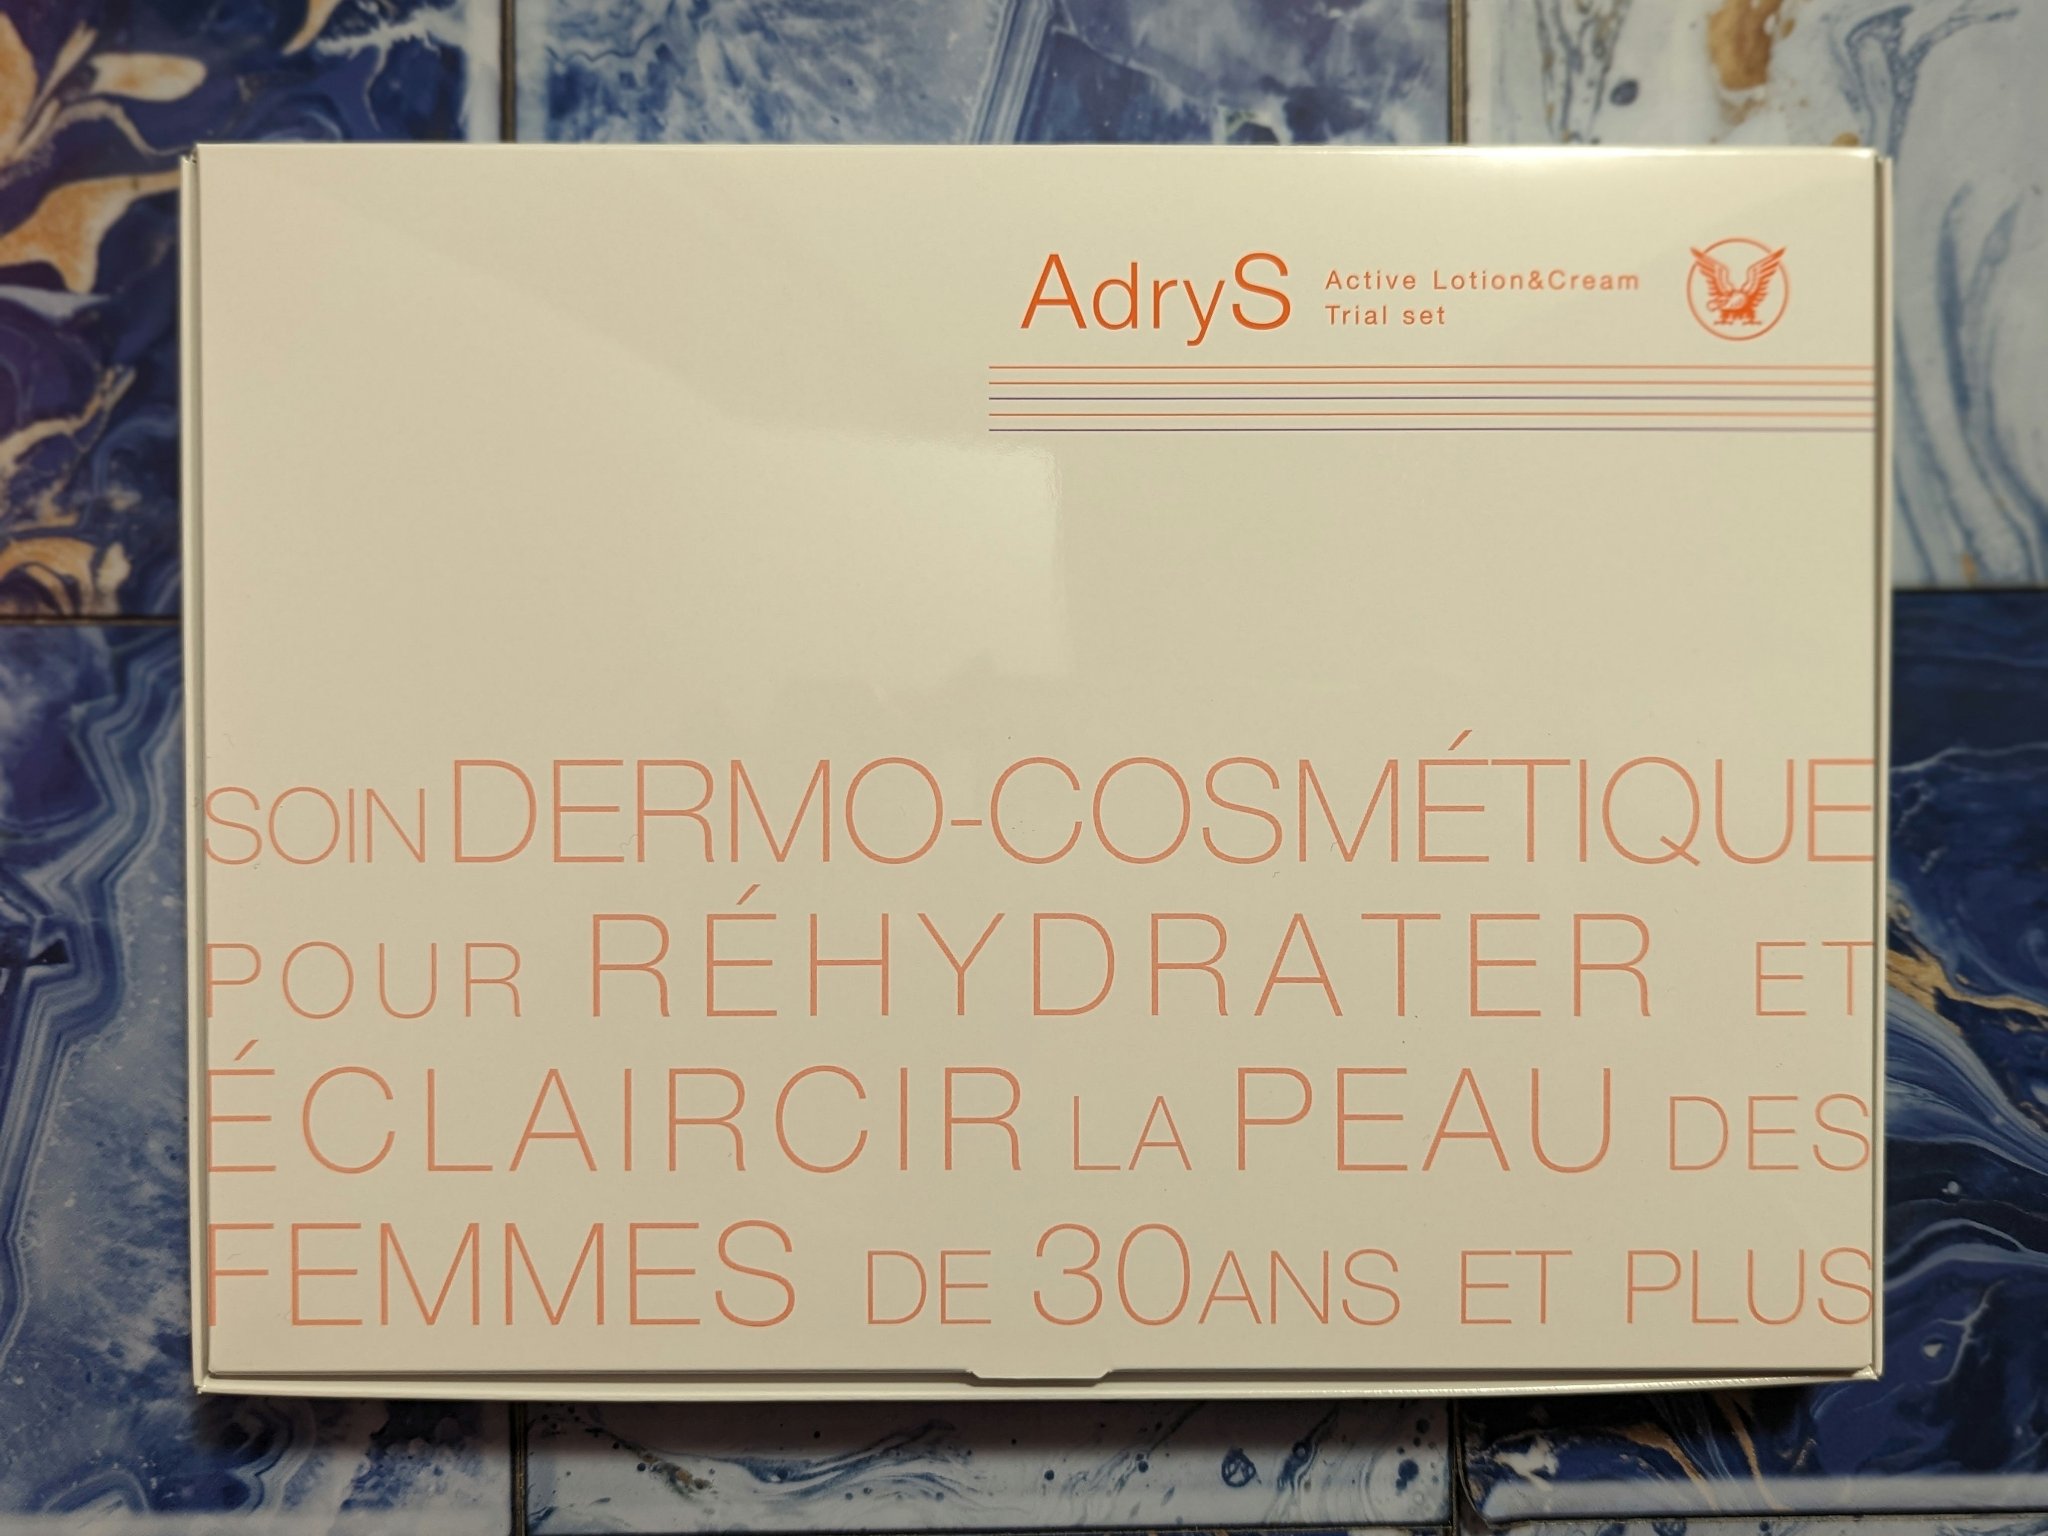 AdryS
Active Lotion&Cream
Trial set
SOIN DERMO-COSMÉTIQUE
POUR RÉHYDRATER ET
ÉCLAIRCIR LA PEAU DES
FEMMES DE 30ANS ET PLUS